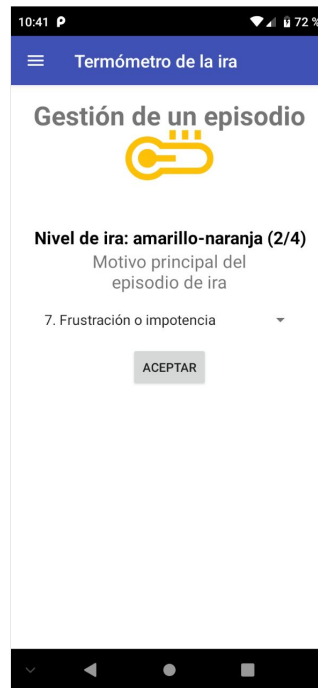 10:41 P 72 %
Termómetro de la ira
Gestión de un episodio
Nivel de ira: amarillo-naranja (2/4)
Motivo principal del
episodio de ira
7. Frustración o impotencia
ACEPTAR